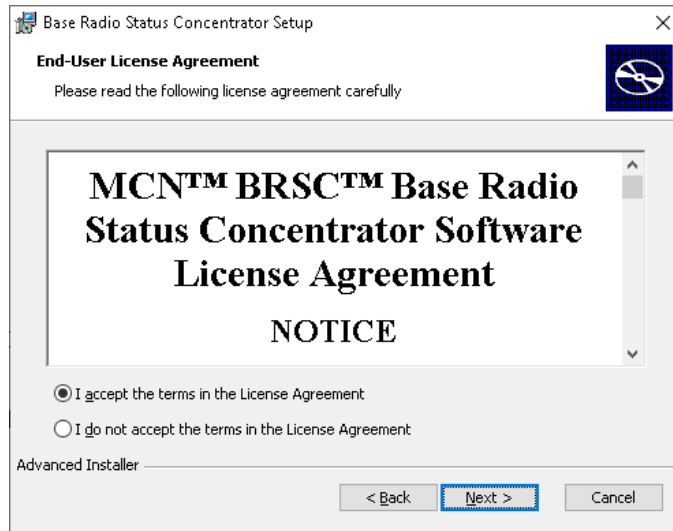 Base Radio Status Concentrator Setup
End-User License Agreement
Please read the following license agreement carefully
MCN™ BRSC™ Base Radio
Status Concentrator Software
License Agreement
NOTICE
I accept the terms in the License Agreement
I do not accept the terms in the License Agreement
Advanced Installer
< Back
Next >
Cancel